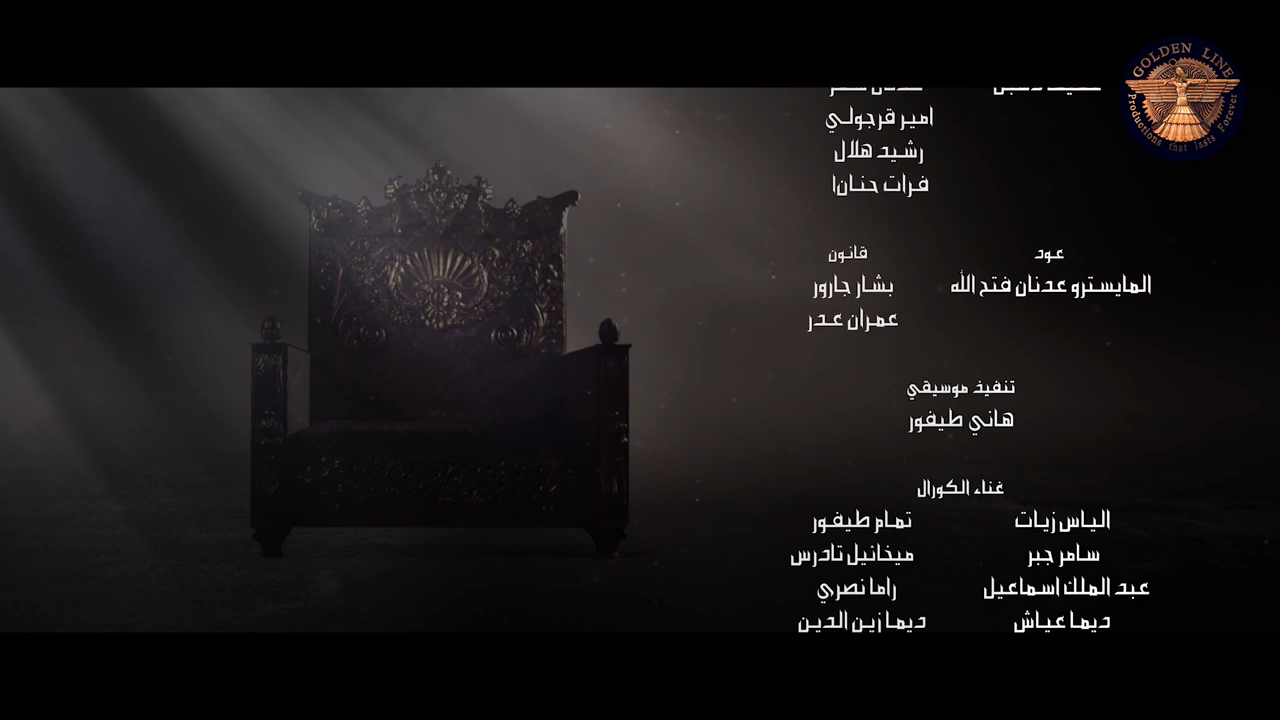 GOLDEN LINE
Productions that lasts Forever
امير قرجولي
رشيد هلال
فرات حنانا
عود
قانون
المايسترو عدنان فتح الله
بشار جارور
عمران عدر
تنفيذ موسيقي
هاني طيفور
غناء الكورال
الياس زيات
تمام طيفور
سامر جبر
ميخائيل تادرس
عبد الملك اسماعيل
راما نصري
ديما عياش
ديما زين الدين